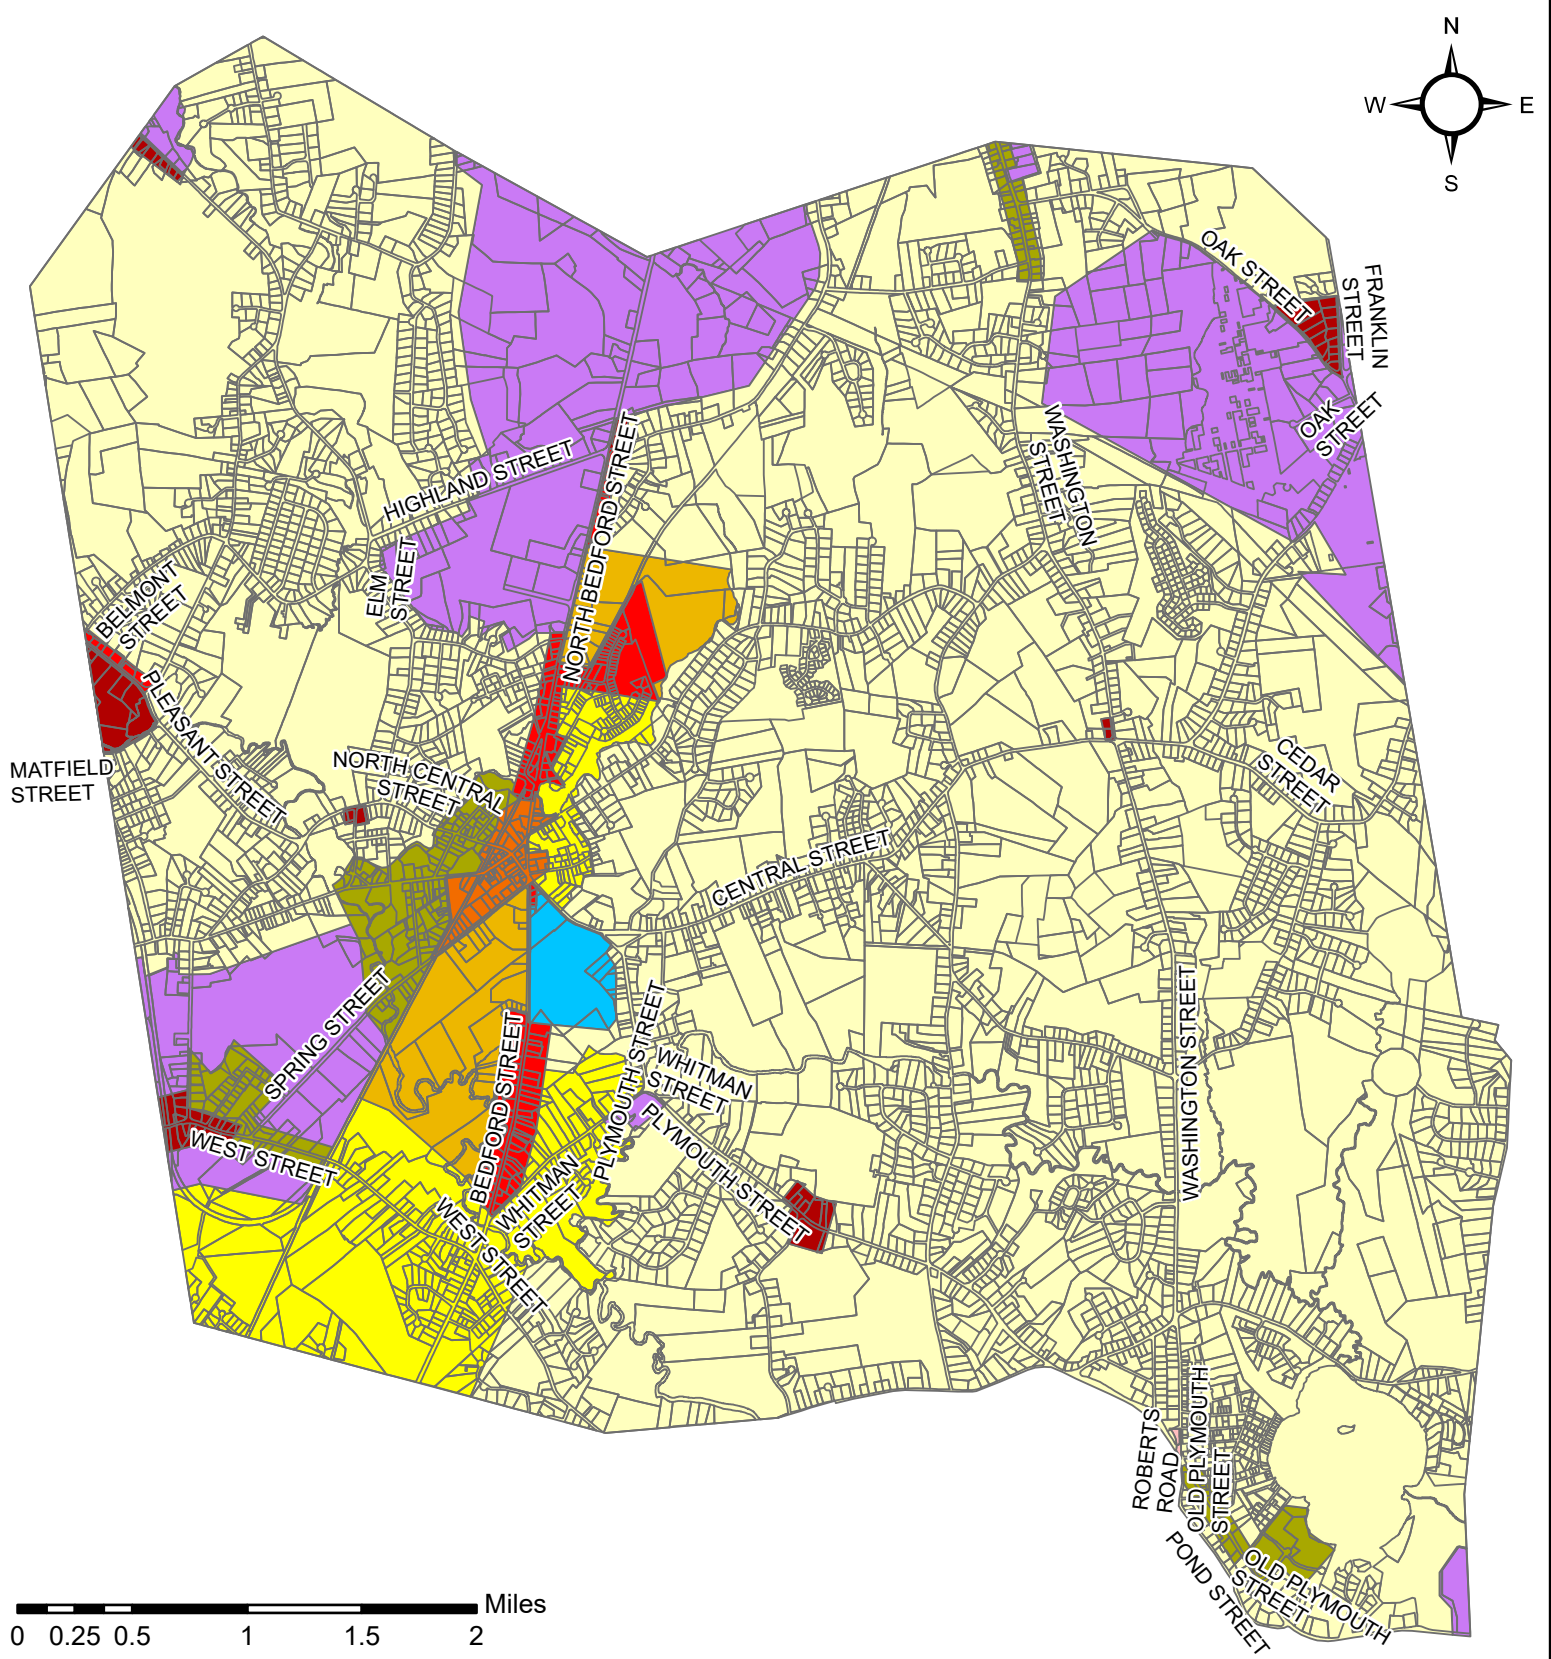 N
W E
S
OAK STREET
FRANKLIN
STREET
OAK
STREET
WASHINGTON
STREET
HIGHLAND STREET
NORTH BEDFORD STREET
ELM
STREET
BELMONT
STREET
PLEASANT STREET
MATFIELD
STREET
NORTH CENTRAL
STREET
CEDAR
STREET
CENTRAL STREET
SPRING STREET
BEDFORD STREET
PLYMOUTH STREET
WHITMAN
STREET
WASHINGTON STREET
WEST STREET
PLYMOUTH STREET
WHITMAN
STREET
WEST STREET
ROBERTS
ROAD
OLD PLYMOUTH
STREET
POND STREET
OLD PLYMOUTH
STREET
Miles
0 0.25 0.5 1 1.5 2